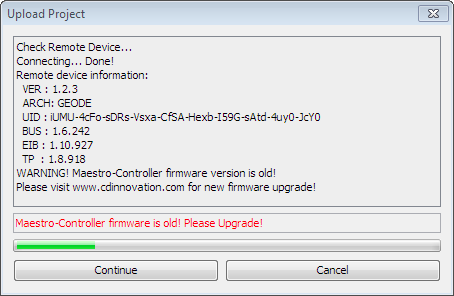 Upload Project
Check Remote Device...
Connecting... Done!
Remote device information:
VER : 1.2.3
ARCH: GEODE
UID : iUMU-4cFo-sDRs-Vsxa-CfSA-Hexb-I59G-sAtd-4uy0-JcY0
BUS : 1.6.242
EIB : 1.10.927
TP : 1.8.918
WARNING! Maestro-Controller firmware version is old!
Please visit www.cdinnovation.com for new firmware upgrade!
Maestro-Controller firmware is old! Please Upgrade!
Continue
Cancel